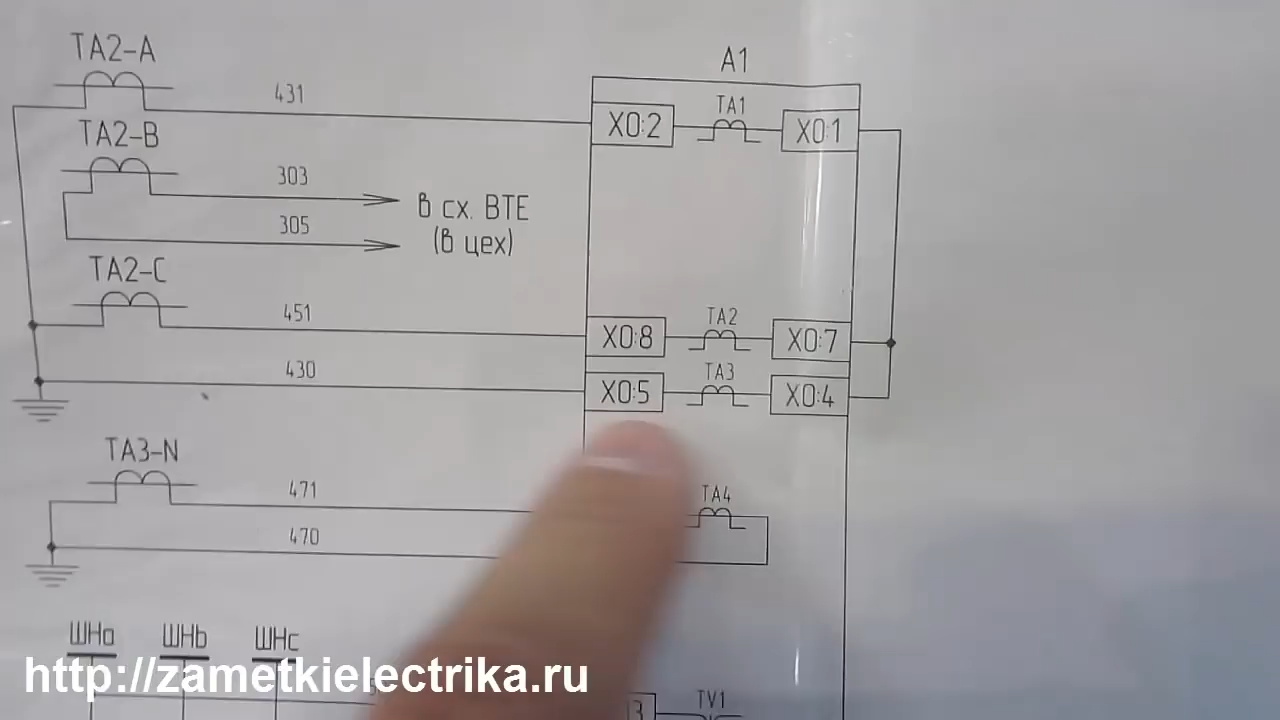 TA2-A
A1
431
TA1
X0:2
X0:1
TA2-B
303
в сх. ВТЕ
305
(в цех)
TA2-C
451
TA2
X0:8
X0:7
430
TA3
X0:5
X0:4
TA3-N
471
TA4
470
ШНа
ШНb
ШНс
http://zametkielectrika.ru
TV1